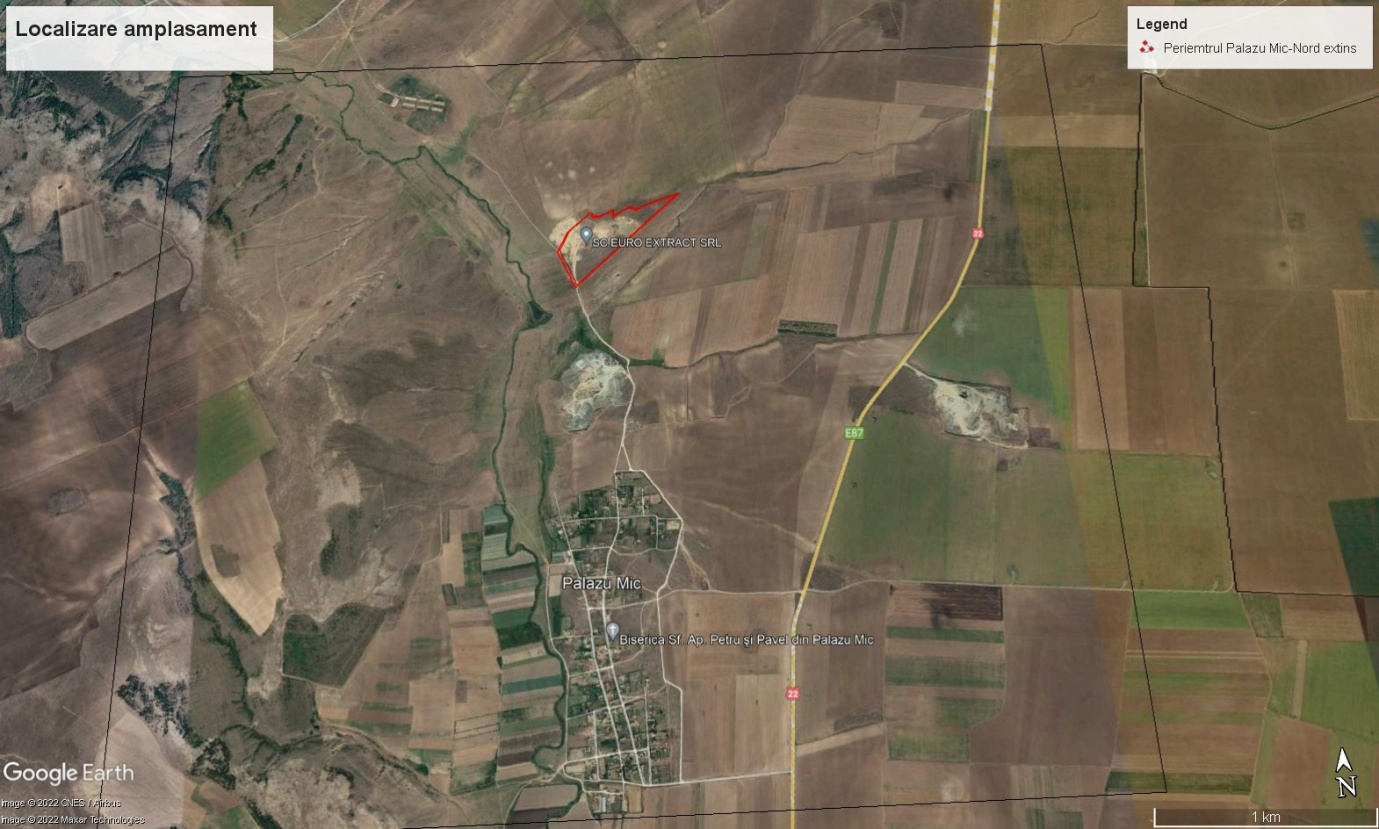 Localizare amplasament
Legend
Periemtrul Palazu Mic-Nord extins
SC EURO EXTRACT SRL
22
E87
Palazu Mic
Biserica Sf. Ap. Petru și Pavel din Palazu Mic
22
Google Earth
Image © 2022 CNES / Airbus
Image © 2022 Maxar Technologies
N
1 km